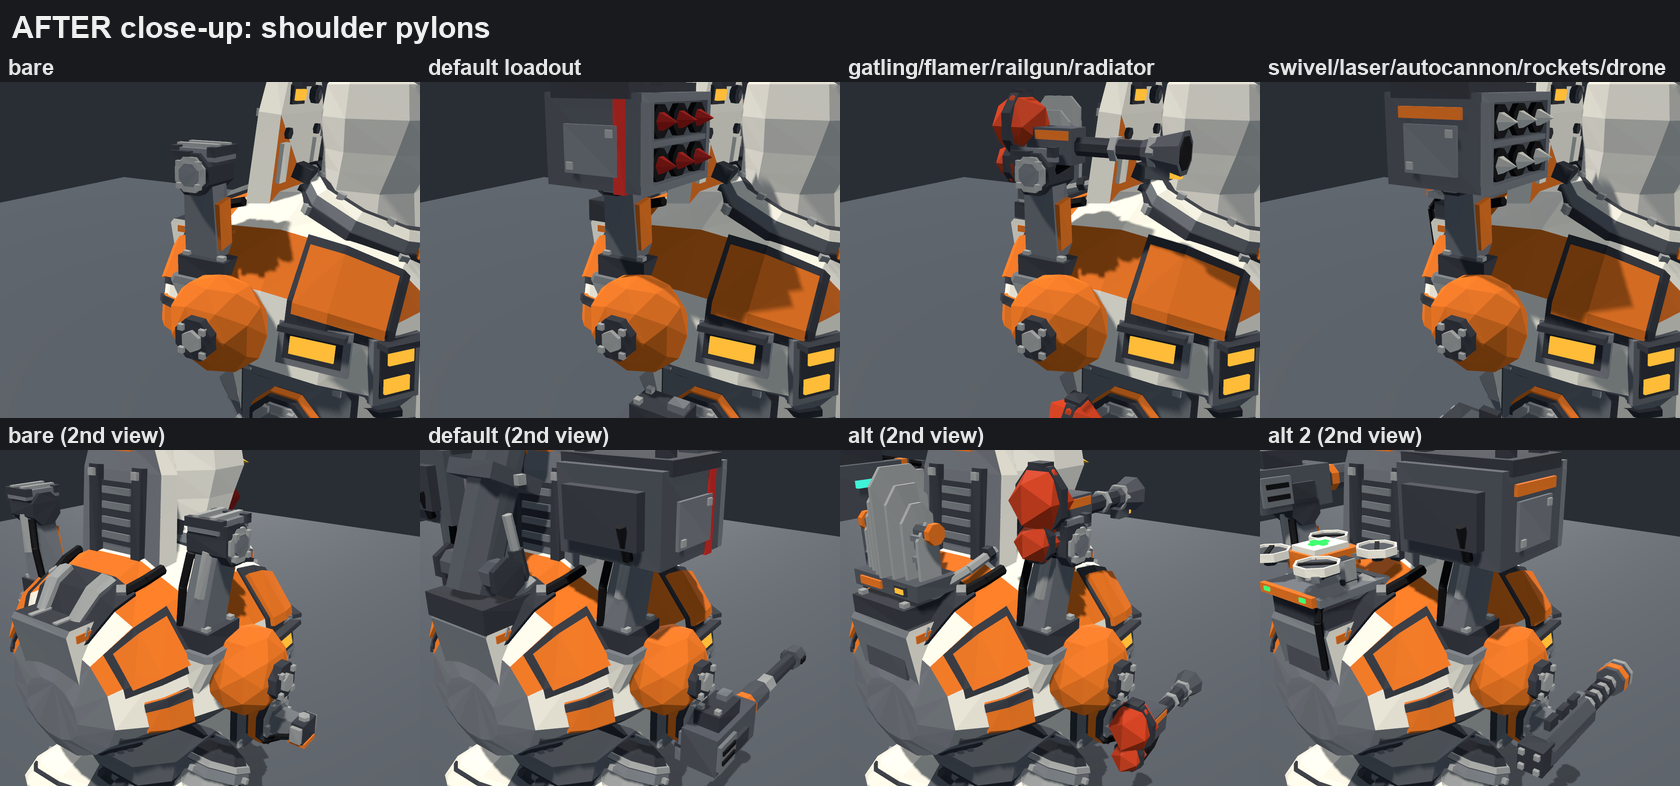 AFTER close-up: shoulder pylons
bare
default loadout
gatling/flamer/railgun/radiator
swivel/laser/autocannon/rockets/drone
bare (2nd view)
default (2nd view)
alt (2nd view)
alt 2 (2nd view)